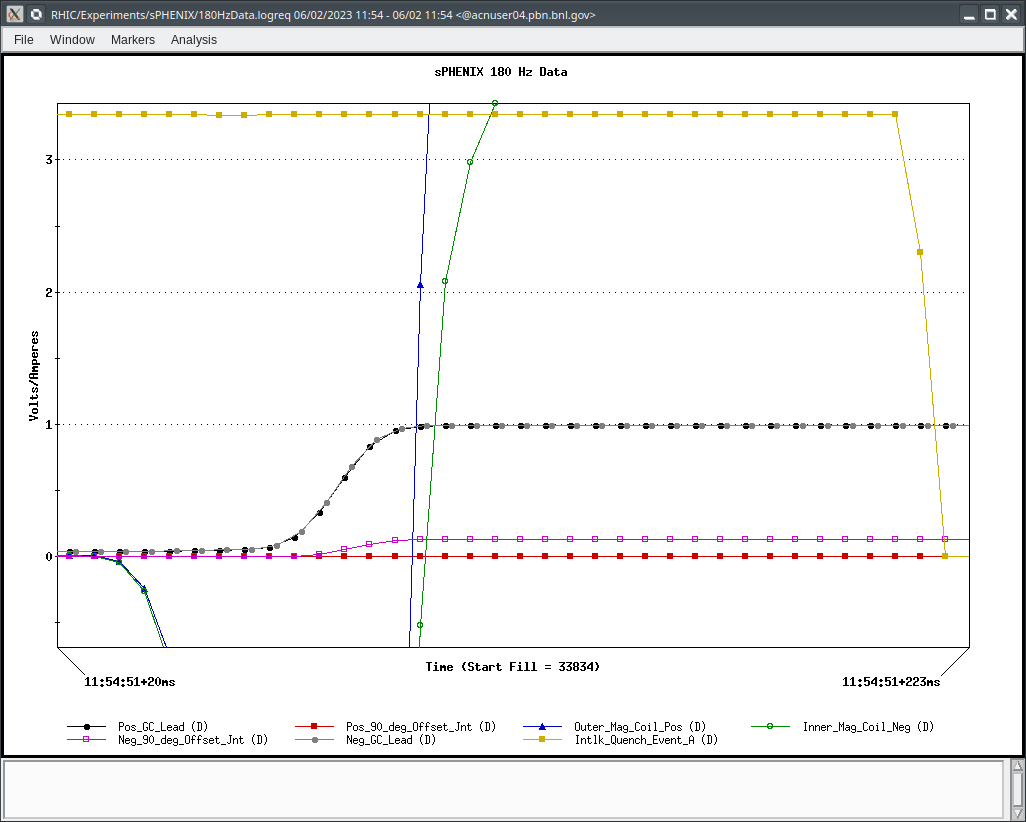 RHIC/Experiments/sPHENIX/180HzData.logreq 06/02/2023 11:54 - 06/02 11:54 <@acnuser04.pbn.bnl.gov>
File Window Markers Analysis
sPHENIX 180 Hz Data
3
2
1
0
Volts/Amperes
Time (Start Fill = 33834)
11:54:51+20ms 11:54:51+223ms
Pos_GC_Lead (D) Pos_90_deg_Offset_Jnt (D) Outer_Mag_Coil_Pos (D) Inner_Mag_Coil_Neg (D)
Neg_90_deg_Offset_Jnt (D) Neg_GC_Lead (D) Intlk_Quench_Event_A (D)